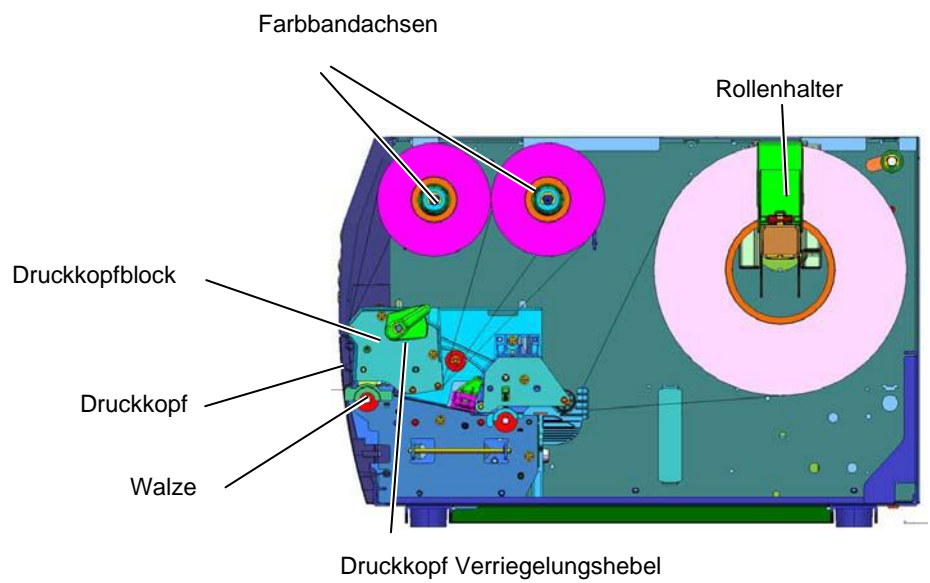 Farbbandachsen
Rollenhalter
Druckkopfblock
Druckkopf
Walze
Druckkopf Verriegelungshebel